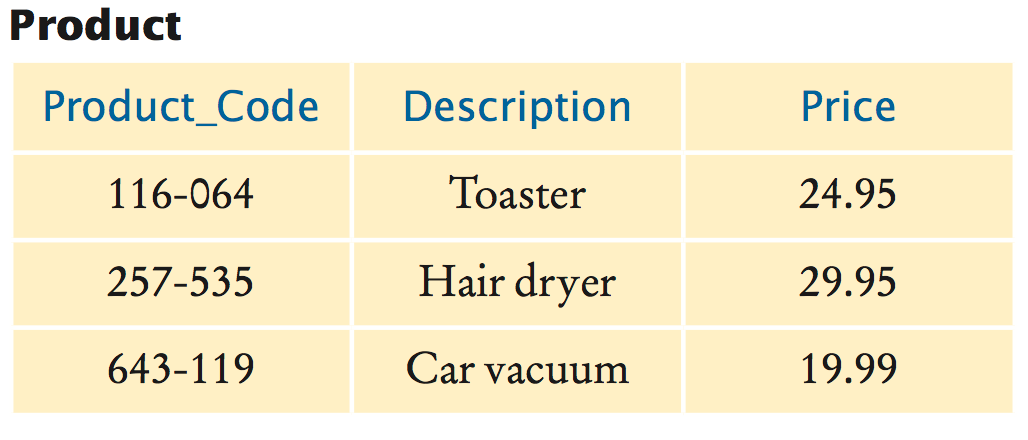 Product
Product_Code Description Price
116-064 Toaster 24.95
257-535 Hair dryer 29.95
643-119 Car vacuum 19.99